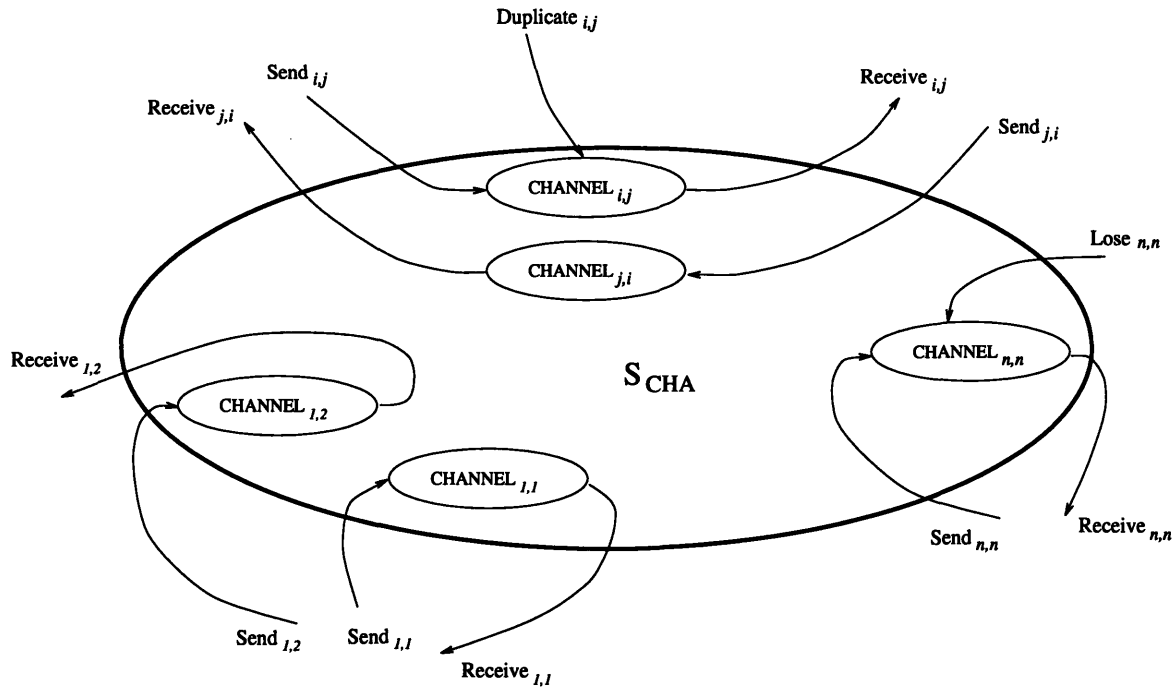 Duplicate i,j
Send i,j
Receive i,j
Receive j,i
Send j,i
CHANNEL i,j
Lose n,n
CHANNEL j,i
CHANNEL n,n
Receive 1,2
S CHA
CHANNEL 1,2
CHANNEL 1,1
Send n,n
Receive n,n
Send 1,2
Send 1,1
Receive 1,1